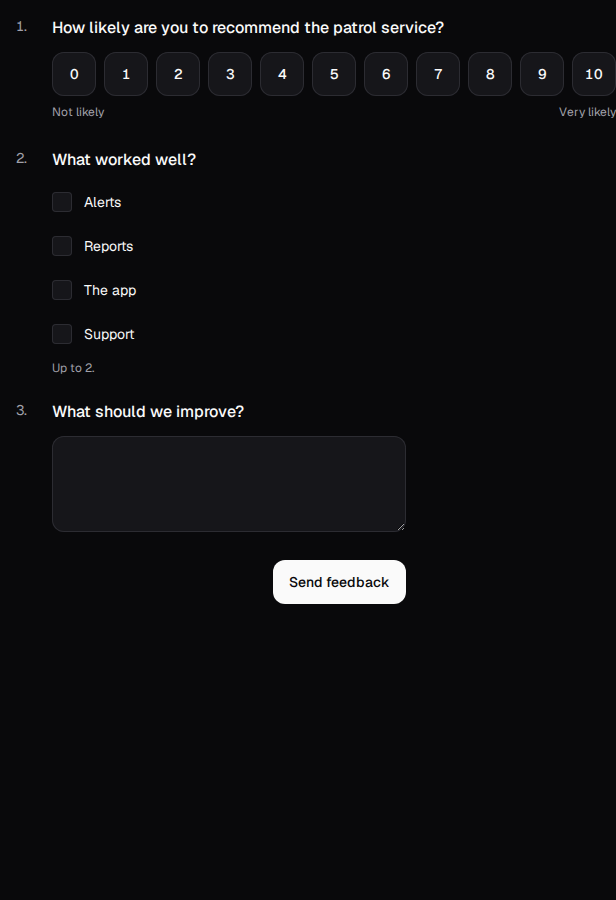 1. How likely are you to recommend the patrol service?
0 1 2 3 4 5 6 7 8 9 10
Not likely Very likely
2. What worked well?
Alerts
Reports
The app
Support
Up to 2.
3. What should we improve?
Send feedback